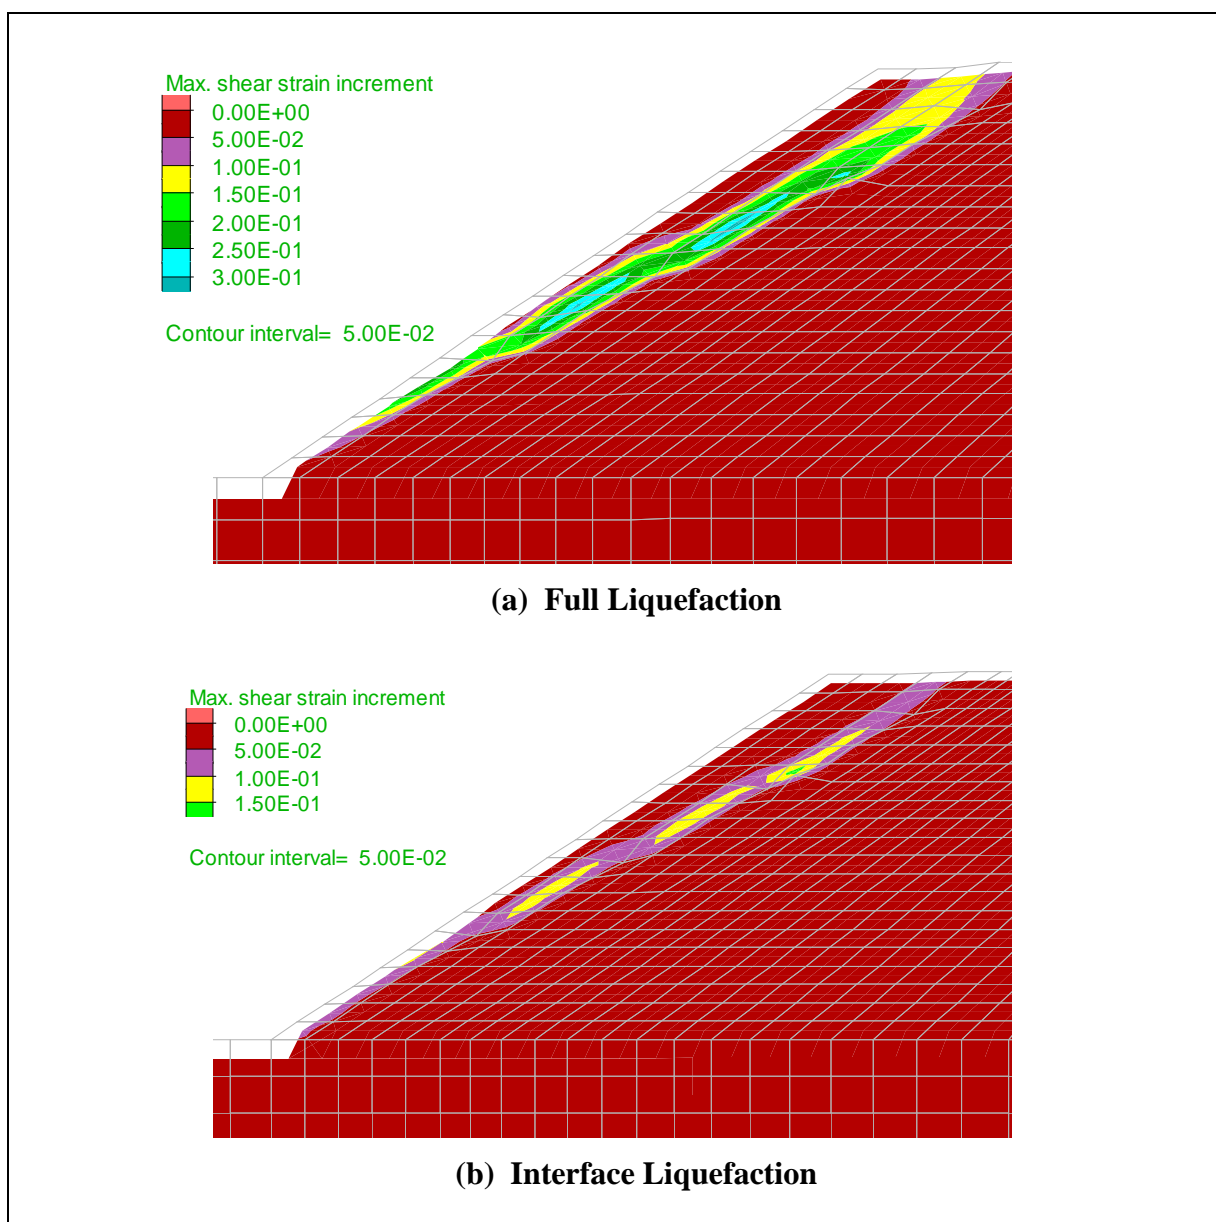 Max. shear strain increment
0.00E+00
5.00E-02
1.00E-01
1.50E-01
2.00E-01
2.50E-01
3.00E-01
Contour interval= 5.00E-02
(a) Full Liquefaction
Max. shear strain increment
0.00E+00
5.00E-02
1.00E-01
1.50E-01
Contour interval= 5.00E-02
(b) Interface Liquefaction